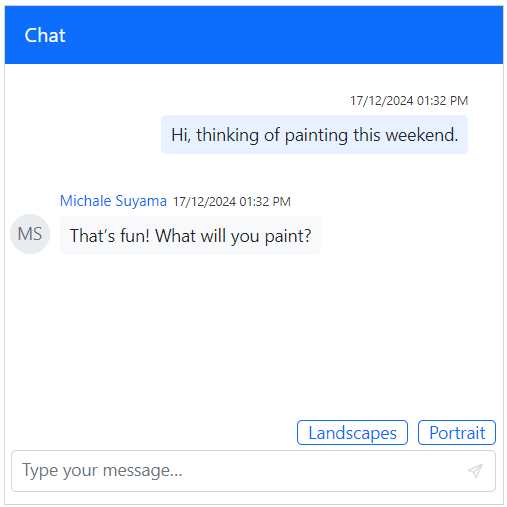 Chat
17/12/2024 01:32 PM
Hi, thinking of painting this weekend.
Michale Suyama 17/12/2024 01:32 PM
MS
That's fun! What will you paint?
Landscapes Portrait
Type your message...